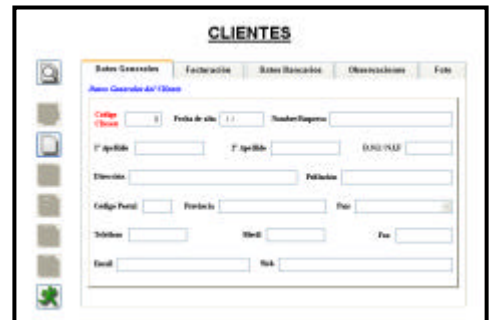 CLIENTES
Datos Generales Facturación Datos Bancarios Observaciones Foto
Datos Generales del Cliente
Código Cliente 0 Fecha de alta / / Nombre/Empresa
1º Apellido 2º Apellido D.N.I./N.I.F
Dirección Población
Código Postal Provincia País
Teléfono Móvil Fax
Email Web